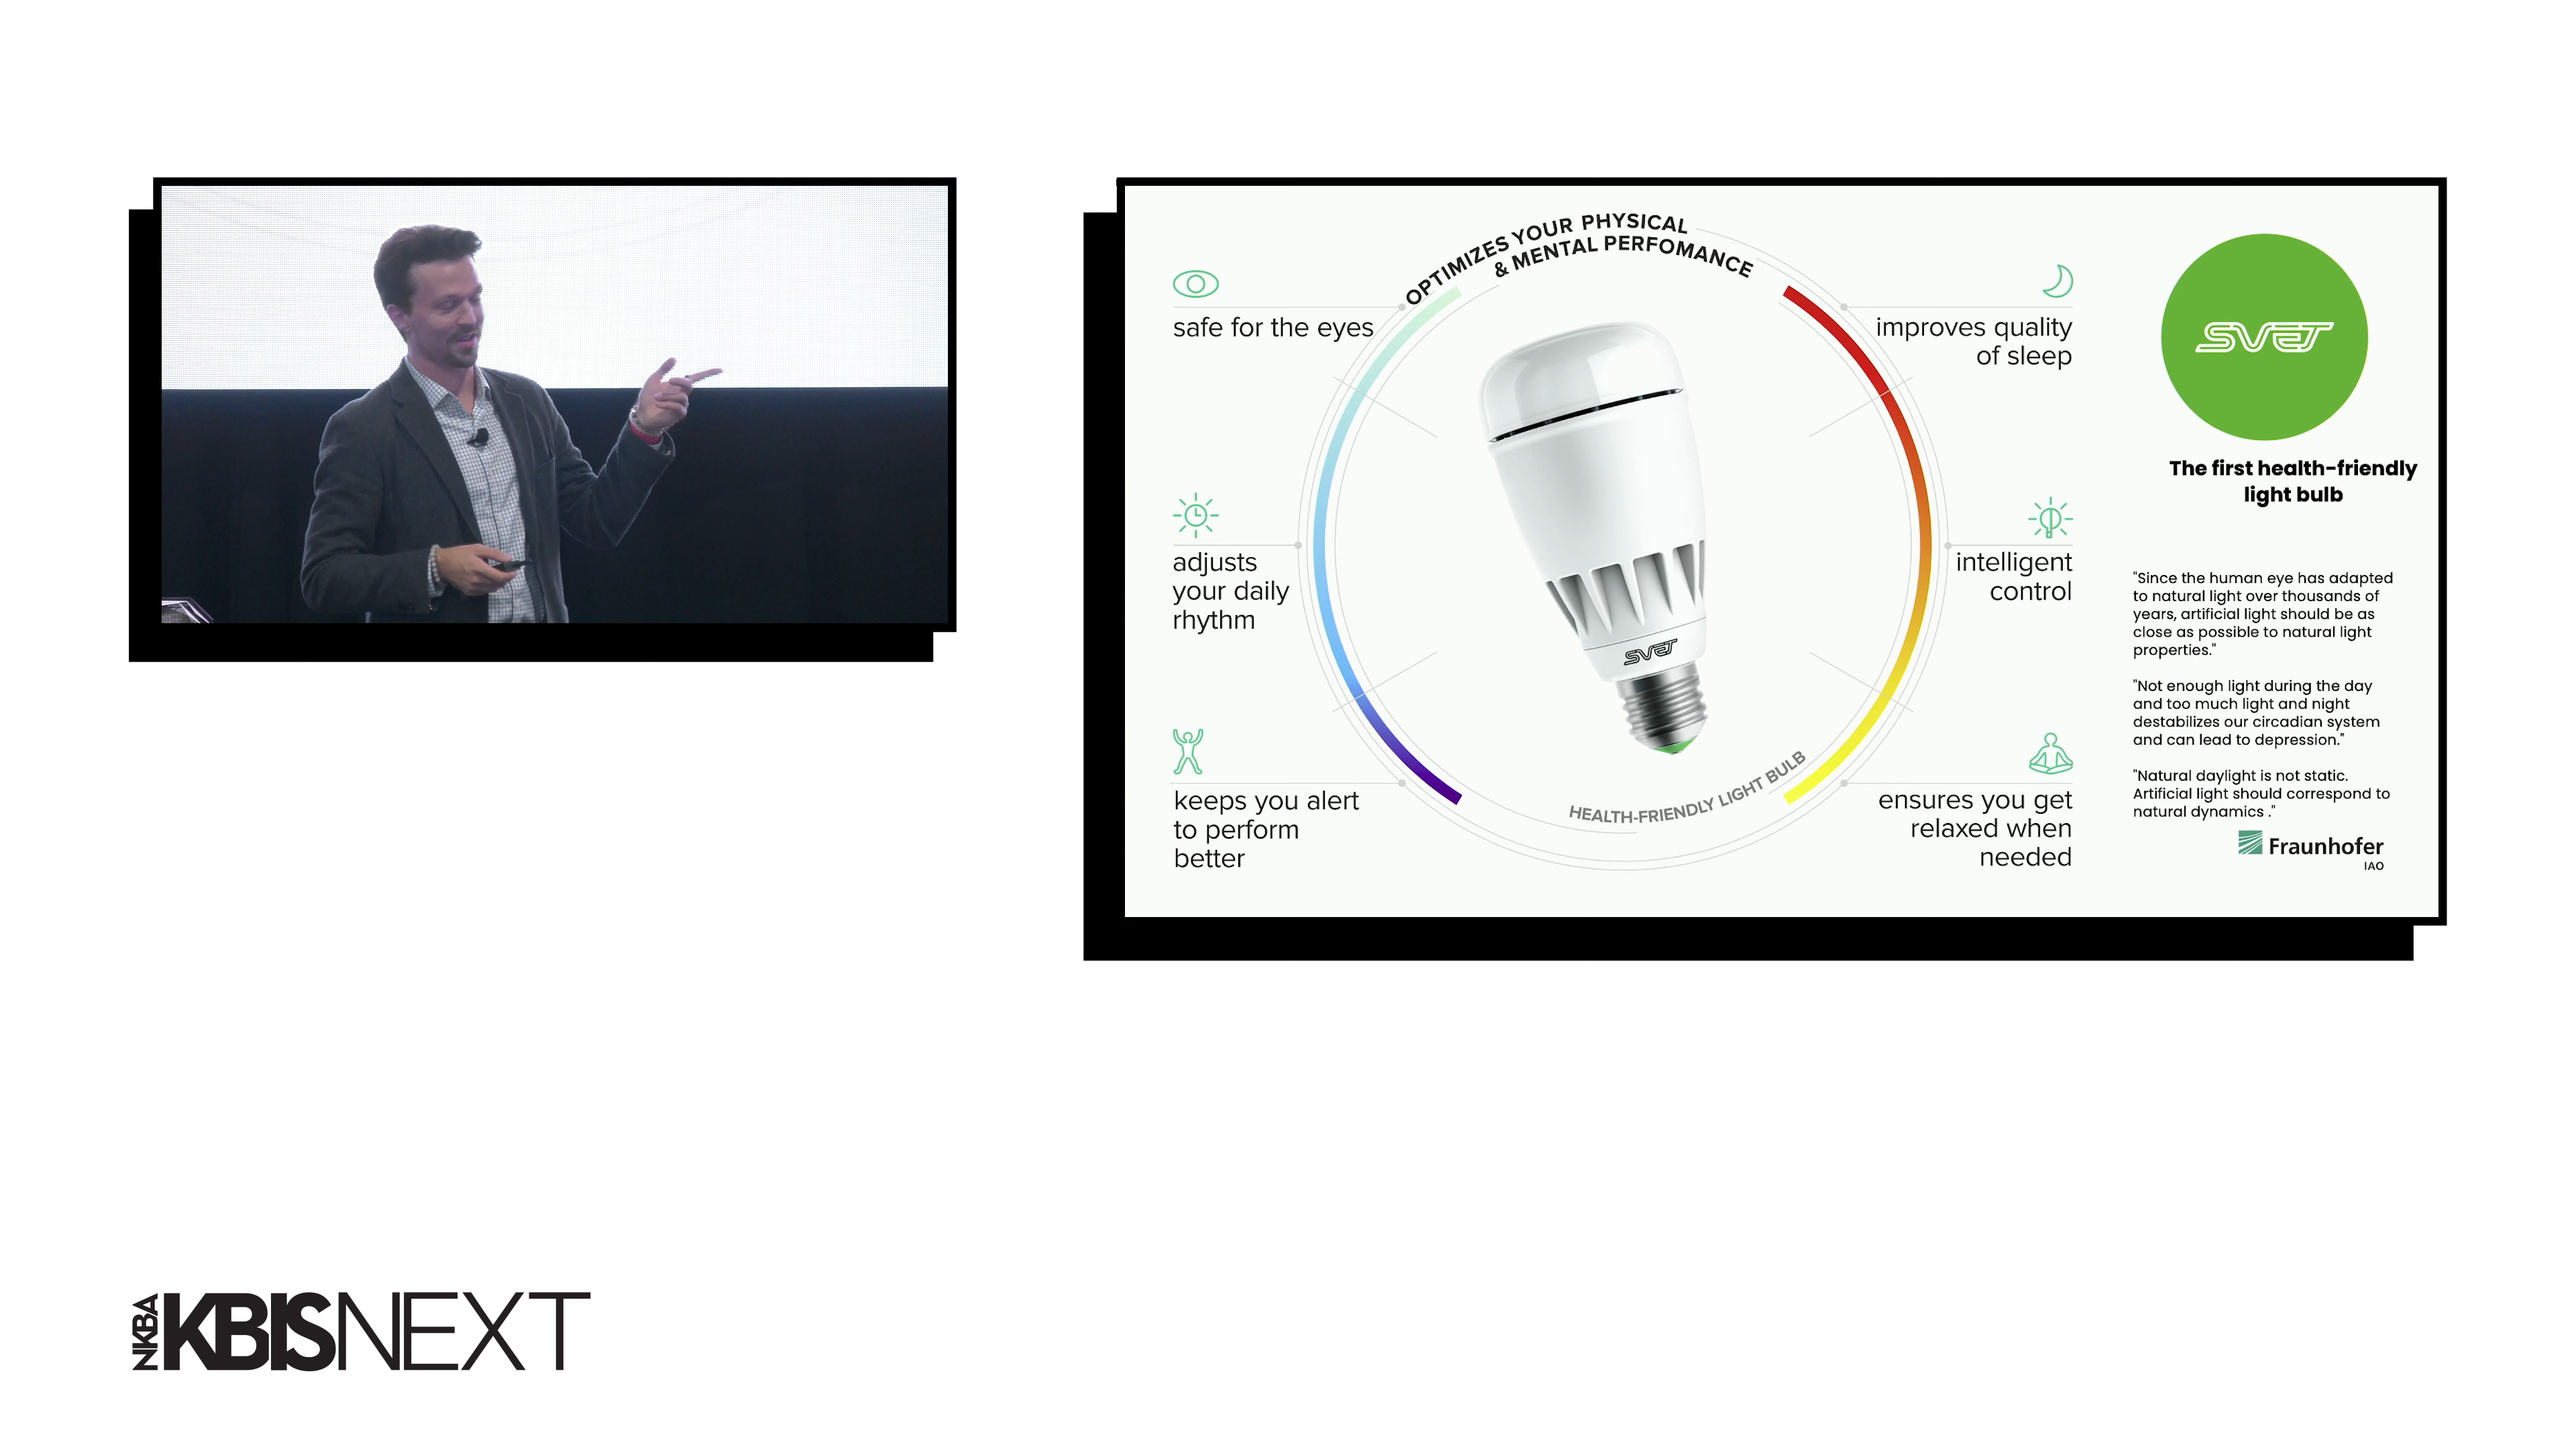 OPTIMIZES YOUR PHYSICAL
& MENTAL PERFOMANCE
safe for the eyes
adjusts
your daily
rhythm
keeps you alert
to perform
better
improves quality
of sleep
intelligent
control
ensures you get
relaxed when
needed
SVET
HEALTH-FRIENDLY LIGHT BULB
SVET
The first health-friendly
light bulb
"Since the human eye has adapted
to natural light over thousands of
years, artificial light should be as
close as possible to natural light
properties."
"Not enough light during the day
and too much light and night
destabilizes our circadian system
and can lead to depression."
"Natural daylight is not static.
Artificial light should correspond to
natural dynamics ."
Fraunhofer
IAO
NKBA
KBISNEXT